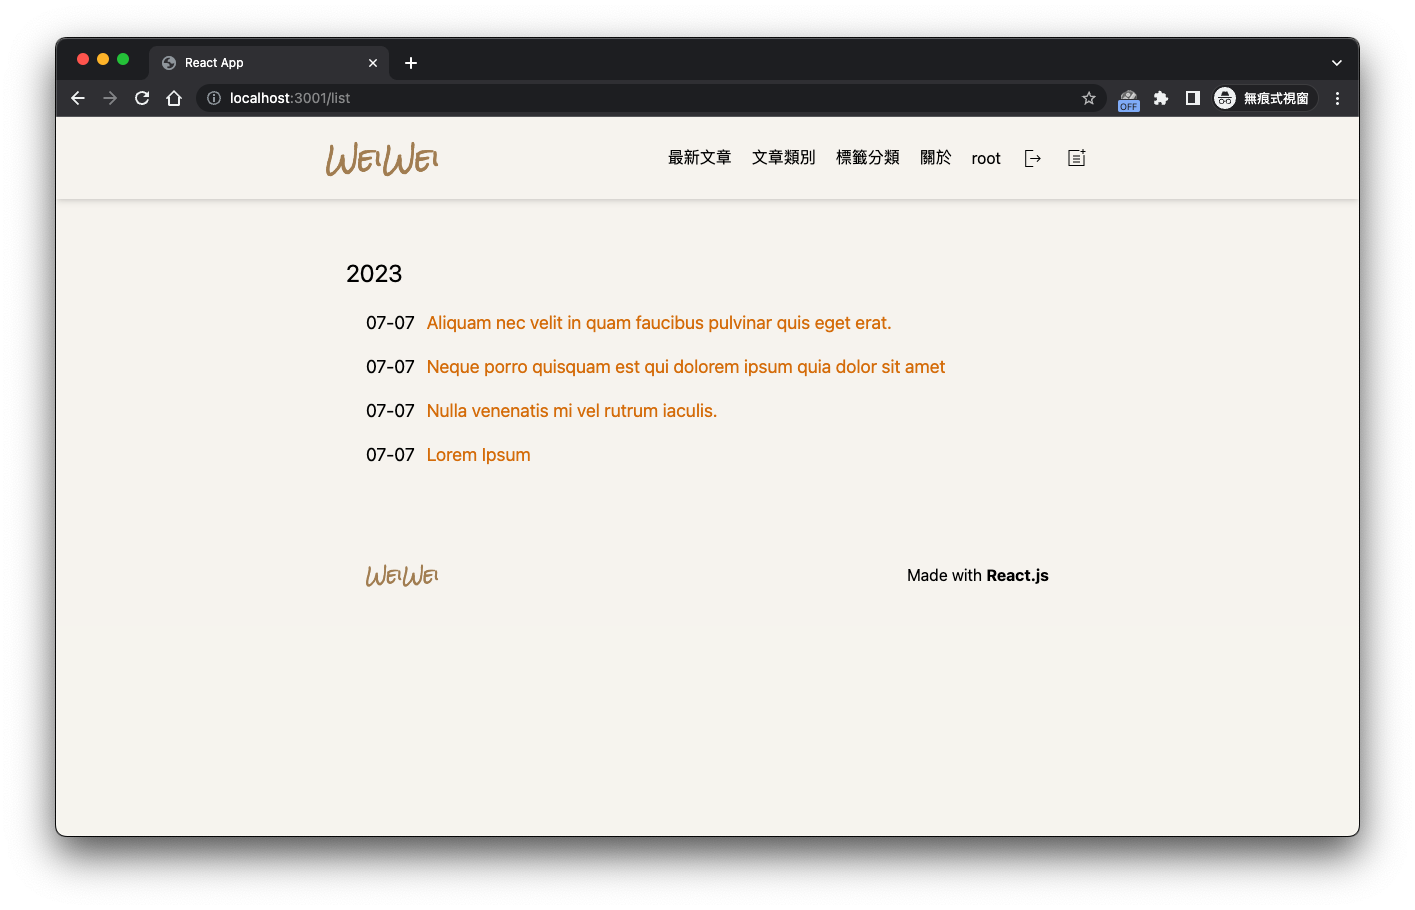 React App
localhost:3001/list
OFF
無痕式視窗
WeiWei
最新文章 文章類別 標籤分類 關於 root
2023
07-07 Aliquam nec velit in quam faucibus pulvinar quis eget erat.
07-07 Neque porro quisquam est qui dolorem ipsum quia dolor sit amet
07-07 Nulla venenatis mi vel rutrum iaculis.
07-07 Lorem Ipsum
WeiWei
Made with React.js